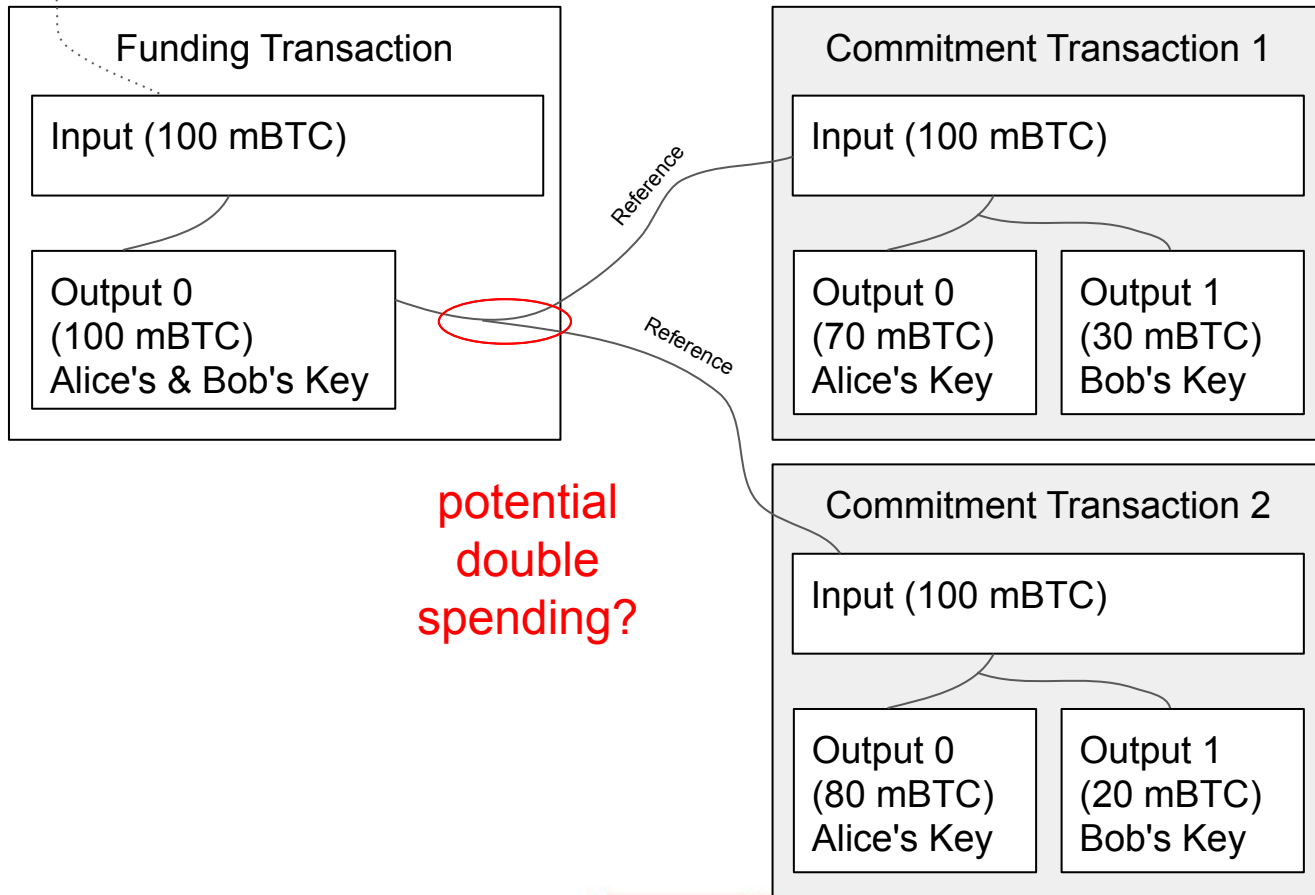 Funding Transaction
Input (100 mBTC)
Output 0
(100 mBTC)
Alice's & Bob's Key
Reference
Reference
potential
double
spending?
Commitment Transaction 1
Input (100 mBTC)
Output 0
(70 mBTC)
Alice's Key
Output 1
(30 mBTC)
Bob's Key
Commitment Transaction 2
Input (100 mBTC)
Output 0
(80 mBTC)
Alice's Key
Output 1
(20 mBTC)
Bob's Key